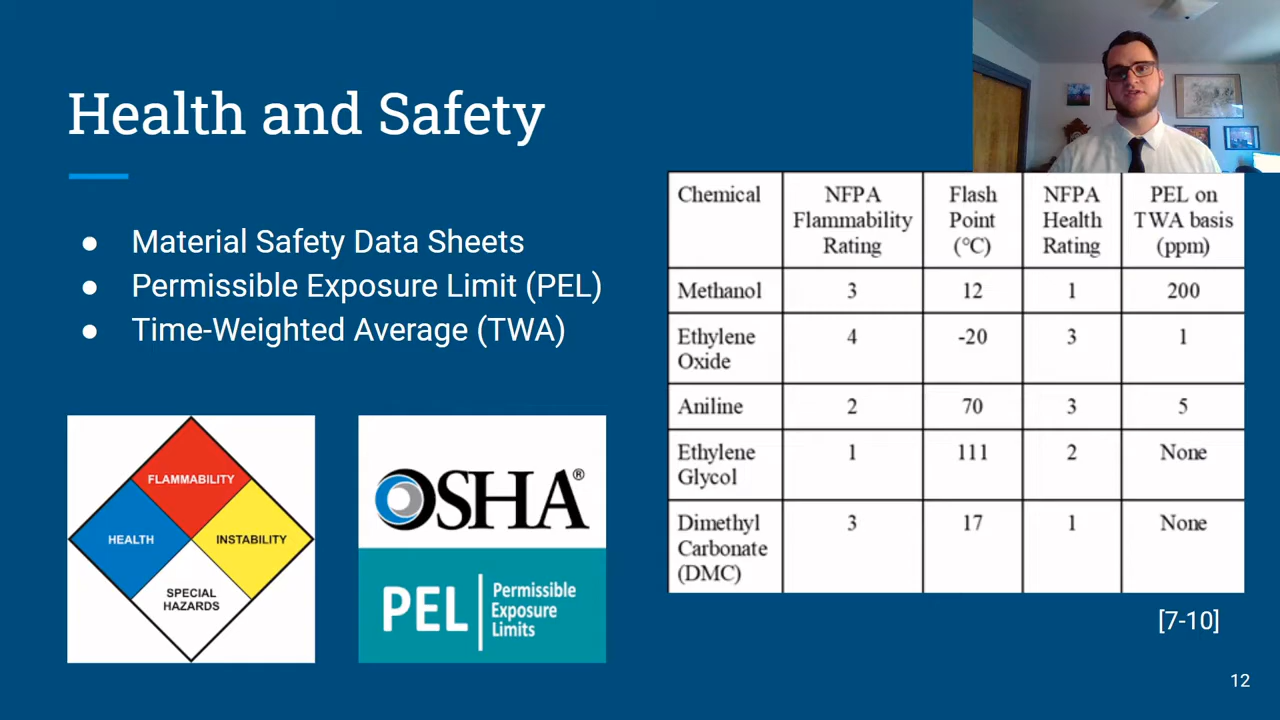 Health and Safety
● Material Safety Data Sheets
● Permissible Exposure Limit (PEL)
● Time-Weighted Average (TWA)
FLAMMABILITY
HEALTH
INSTABILITY
SPECIAL
HAZARDS
OSHA®
PEL
Permissible
Exposure
Limits
Chemical
NFPA
Flammability
Rating
Flash
Point
(°C)
NFPA
Health
Rating
PEL on
TWA basis
(ppm)
Methanol 3 12 1 200
Ethylene
Oxide
4 -20 3 1
Aniline 2 70 3 5
Ethylene
Glycol
1 111 2 None
Dimethyl
Carbonate
(DMC)
3 17 1 None
[7-10]
12